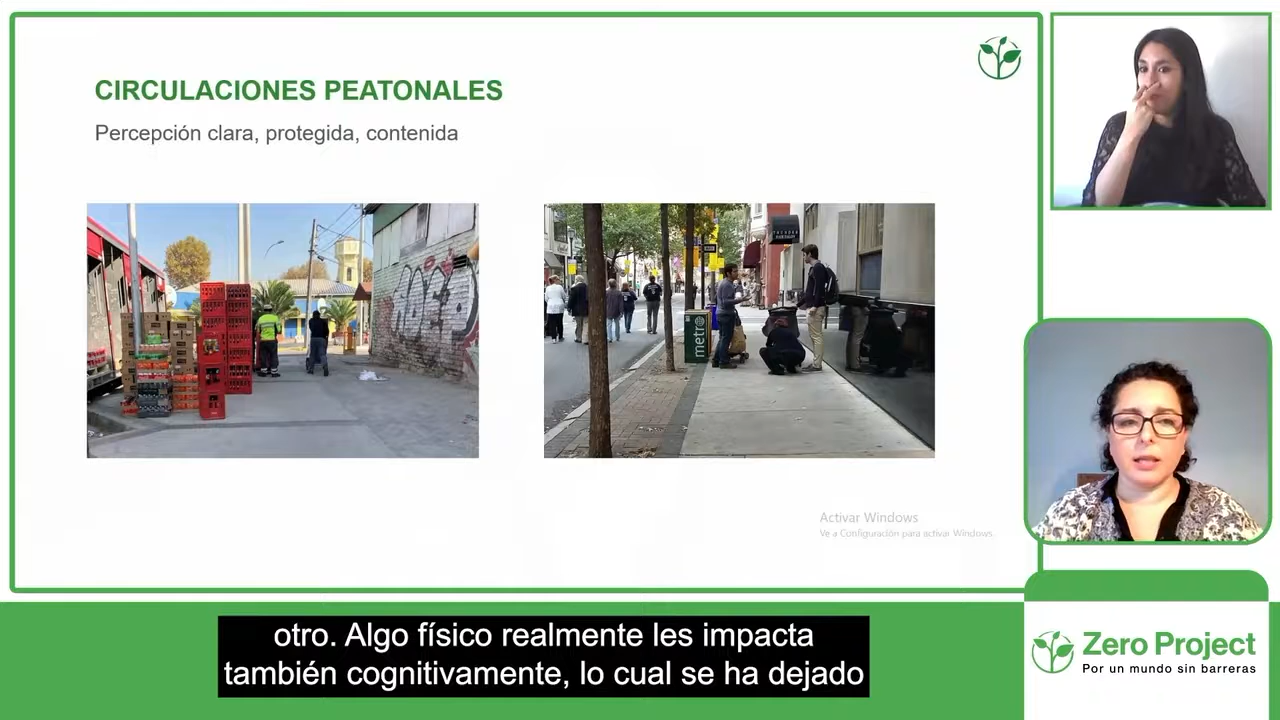 CIRCULACIONES PEATONALES
Percepción clara, protegida, contenida
metro
Activar Windows
Ve a Configuración para activar Windows.
otro. Algo físico realmente les impacta
también cognitivamente, lo cual se ha dejado
Zero Project
Por un mundo sin barreras